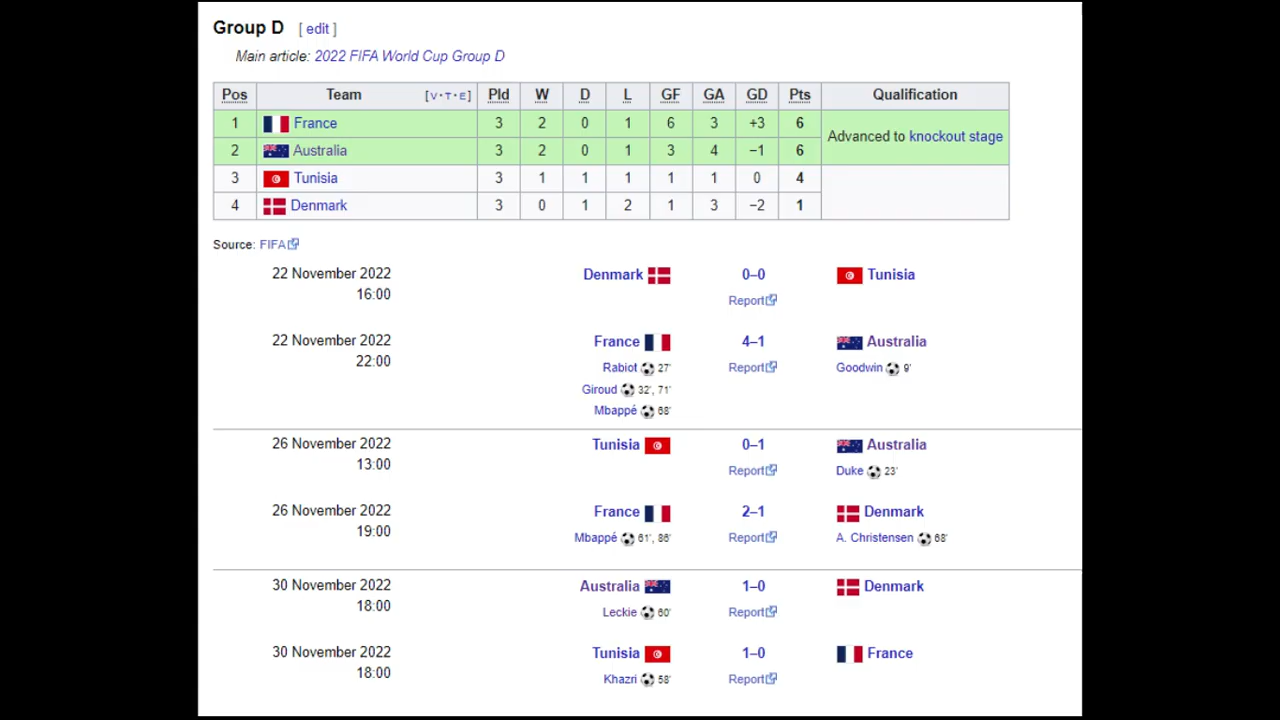 Group D [ edit ]
Main article: 2022 FIFA World Cup Group D
Pos Team [V·T·E] Pld W D L GF GA GD Pts Qualification
1 France 3 2 0 1 6 3 +3 6 Advanced to knockout stage
2 Australia 3 2 0 1 3 4 −1 6
3 Tunisia 3 1 1 1 1 1 0 4
4 Denmark 3 0 1 2 1 3 −2 1
Source: FIFA
22 November 2022 Denmark 0–0 Tunisia
16:00 Report
22 November 2022 France 4–1 Australia
22:00 Rabiot 27' Report Goodwin 9'
Giroud 32', 71'
Mbappé 68'
26 November 2022 Tunisia 0–1 Australia
13:00 Report Duke 23'
26 November 2022 France 2–1 Denmark
19:00 Mbappé 61', 86' Report A. Christensen 68'
30 November 2022 Australia 1–0 Denmark
18:00 Leckie 60' Report
30 November 2022 Tunisia 1–0 France
18:00 Khazri 58' Report